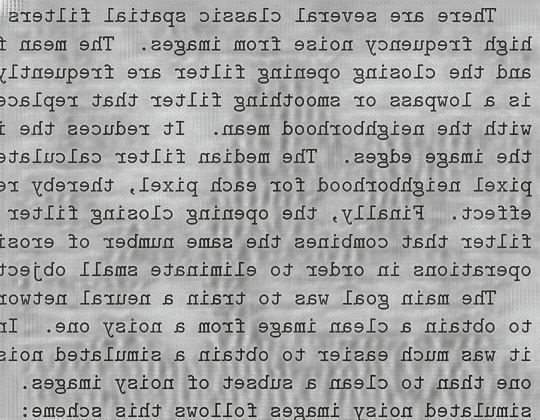 There are several classic spatial filters
high frequency noise from images. The mean
and the closing opening filter are frequently
is a lowpass or smoothing filter that replace
with the neighborhood mean. It reduces the
the image edges. The median filter calculate
pixel neighborhood for each pixel, thereby re
effect. Finally, the opening closing filter
filter that combines the same number of erosi
operations in order to eliminate small object
The main goal was to train a neural networ
to obtain a clean image from a noisy one. In
it was much easier to obtain a simulated nois
one than to clean a subset of noisy images.
simulated noisy images follows this scheme: